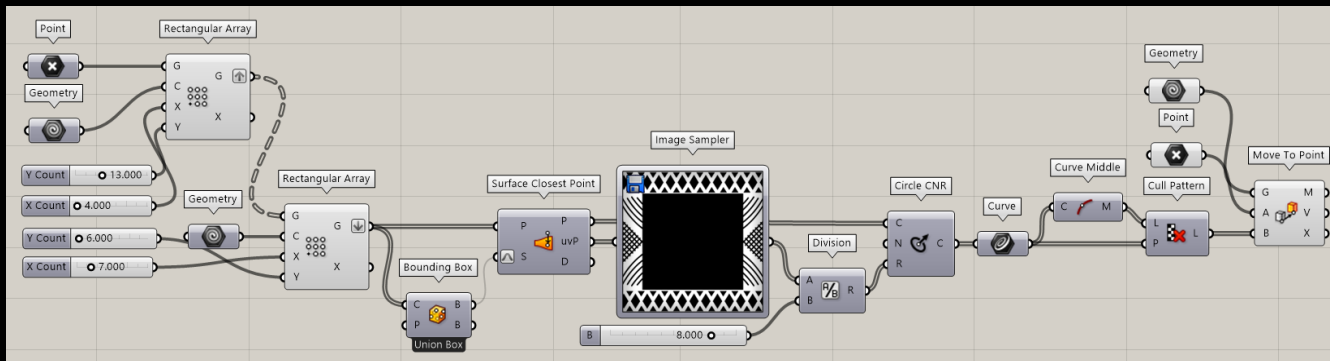 Point
Rectangular Array
G
C
X
Y
G
X
Geometry
Y Count 13.000
X Count 4.000
Geometry
Rectangular Array
G
C
X
Y
G
X
Y Count 6.000
X Count 7.000
Bounding Box
C
P
B
B
Union Box
Surface Closest Point
P
S
P
uvP
D
Image Sampler
B 8.000
Division
A
B
A/B
R
Circle CNR
C
N
R
C
Curve
Curve Middle
C M
Cull Pattern
L
P
L
Geometry
Point
Move To Point
G
A
B
M
V
X